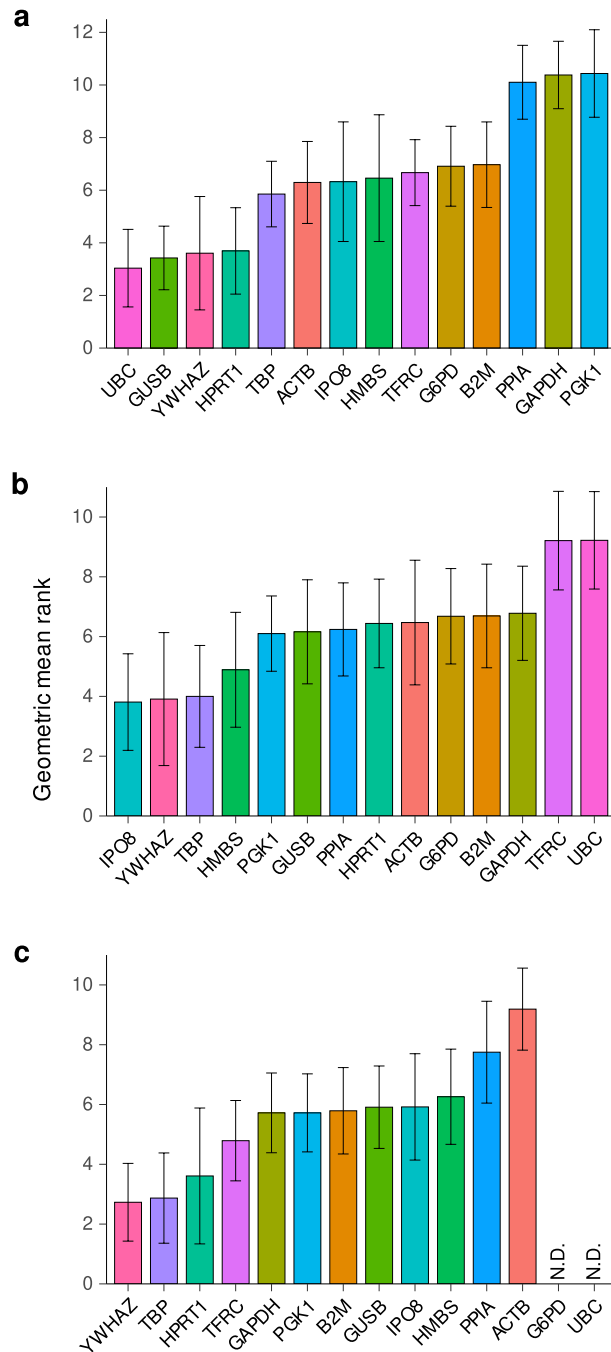 a
12
10
8
6
4
2
0
UBC
GUSB
YWHAZ
HPRT1
TBP
ACTB
IPO8
HMBS
TFRC
G6PD
B2M
PPIA
GAPDH
PGK1
b
Geometric mean rank
10
8
6
4
2
0
IPO8
YWHAZ
TBP
HMBS
PGK1
GUSB
PPIA
HPRT1
ACTB
G6PD
B2M
GAPDH
TFRC
UBC
c
10
8
6
4
2
0
N.D.
N.D.
YWHAZ
TBP
HPRT1
TFRC
GAPDH
PGK1
B2M
GUSB
IPO8
HMBS
PPIA
ACTB
G6PD
UBC